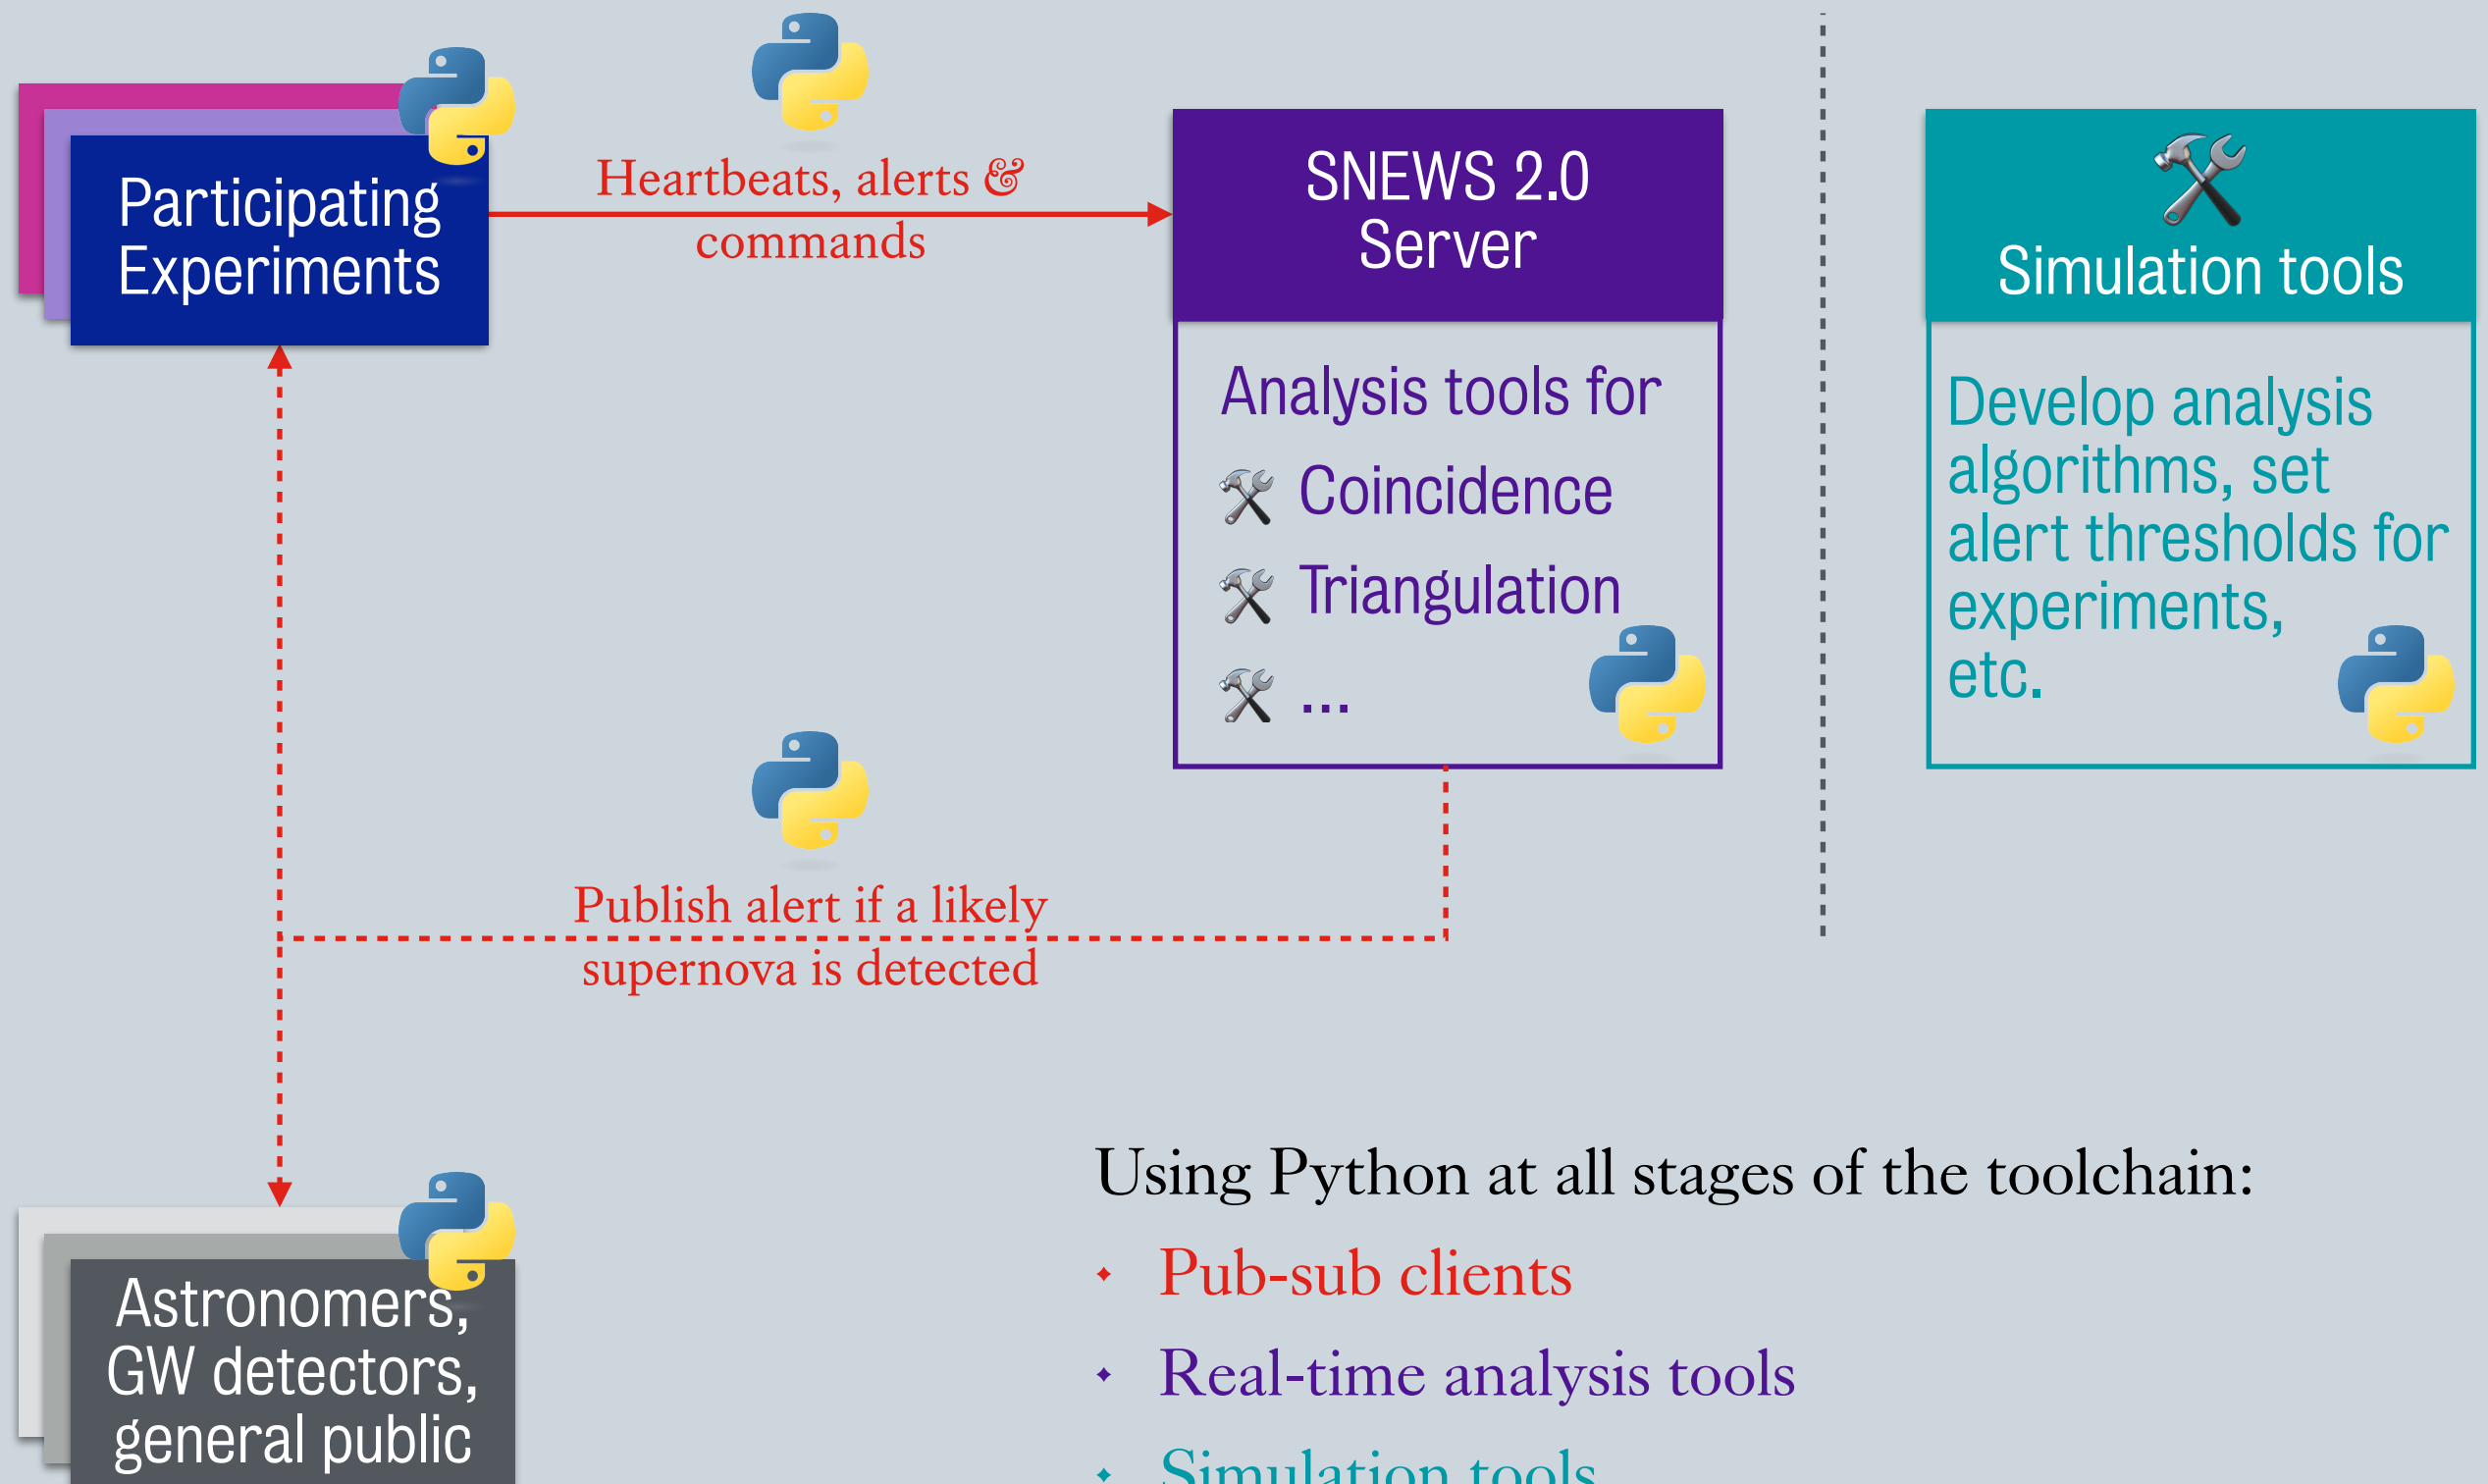 Participating
Experiments
Heartbeats, alerts &
commands
SNEWS 2.0
Server
Analysis tools for
Coincidence
Triangulation
...
Simulation tools
Develop analysis
algorithms, set
alert thresholds for
experiments,
etc.
Publish alert if a likely
supernova is detected
Astronomers,
GW detectors,
general public
Using Python at all stages of the toolchain:
Pub-sub clients
Real-time analysis tools
Simulation tools